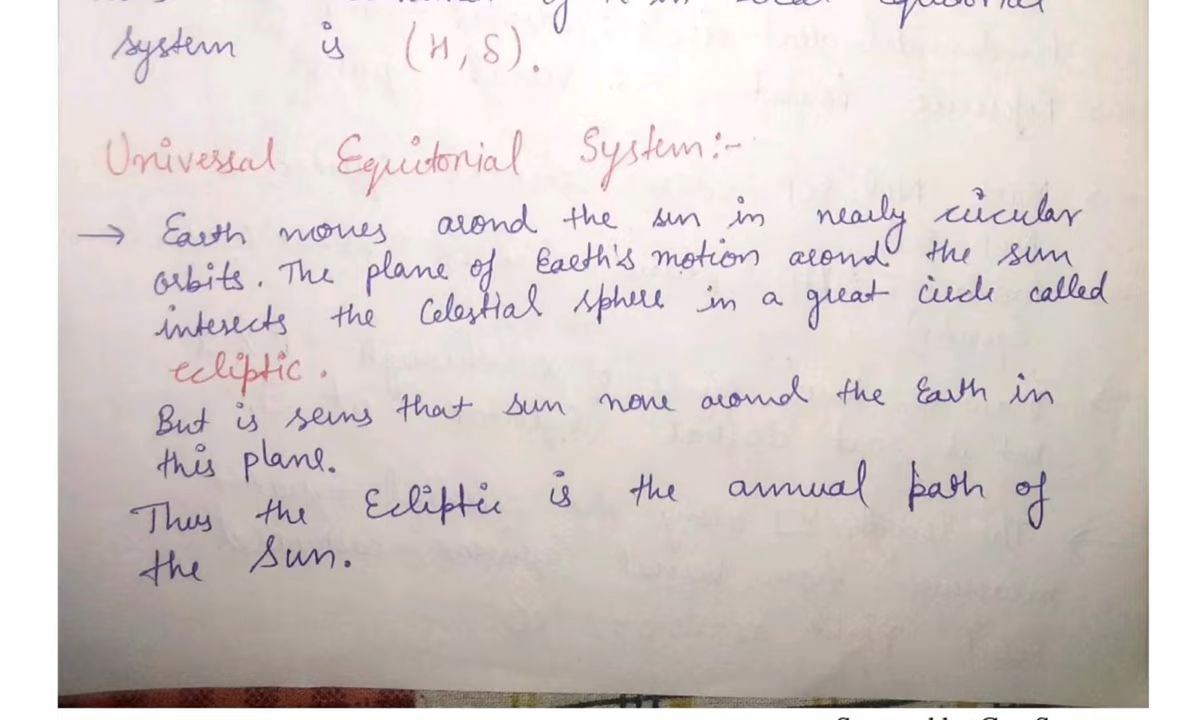 system is (H, δ).
Universal Equitorial System:-
→ Earth moves arond the sun in nearly circular
orbits. The plane of Earth's motion arond the sun
interects the Celestial sphere in a great circle called
ecliptic.
But is seins that sun move around the Earth in
this plane.
Thus the Ecliptic is the annual path of
the Sun.